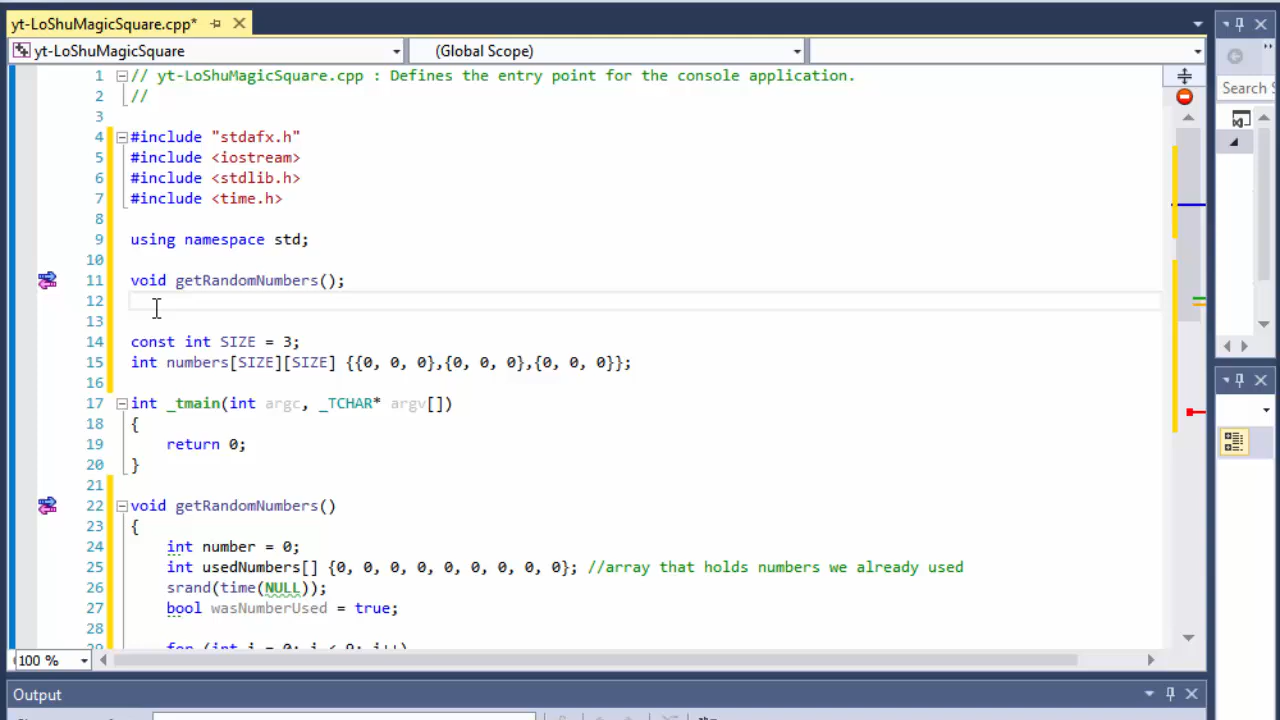 yt-LoShuMagicSquare.cpp*
yt-LoShuMagicSquare (Global Scope)
1 // yt-LoShuMagicSquare.cpp : Defines the entry point for the console application.
2 //
3
4 #include "stdafx.h"
5 #include <iostream>
6 #include <stdlib.h>
7 #include <time.h>
8
9 using namespace std;
10
11 void getRandomNumbers();
12
13
14 const int SIZE = 3;
15 int numbers[SIZE][SIZE] {{0, 0, 0},{0, 0, 0},{0, 0, 0}};
16
17 int _tmain(int argc, _TCHAR* argv[])
18 {
19 return 0;
20 }
21
22 void getRandomNumbers()
23 {
24 int number = 0;
25 int usedNumbers[] {0, 0, 0, 0, 0, 0, 0, 0, 0}; //array that holds numbers we already used
26 srand(time(NULL));
27 bool wasNumberUsed = true;
28
29 for (int i = 0; i < 9; i++)
100 %
Output
Search S